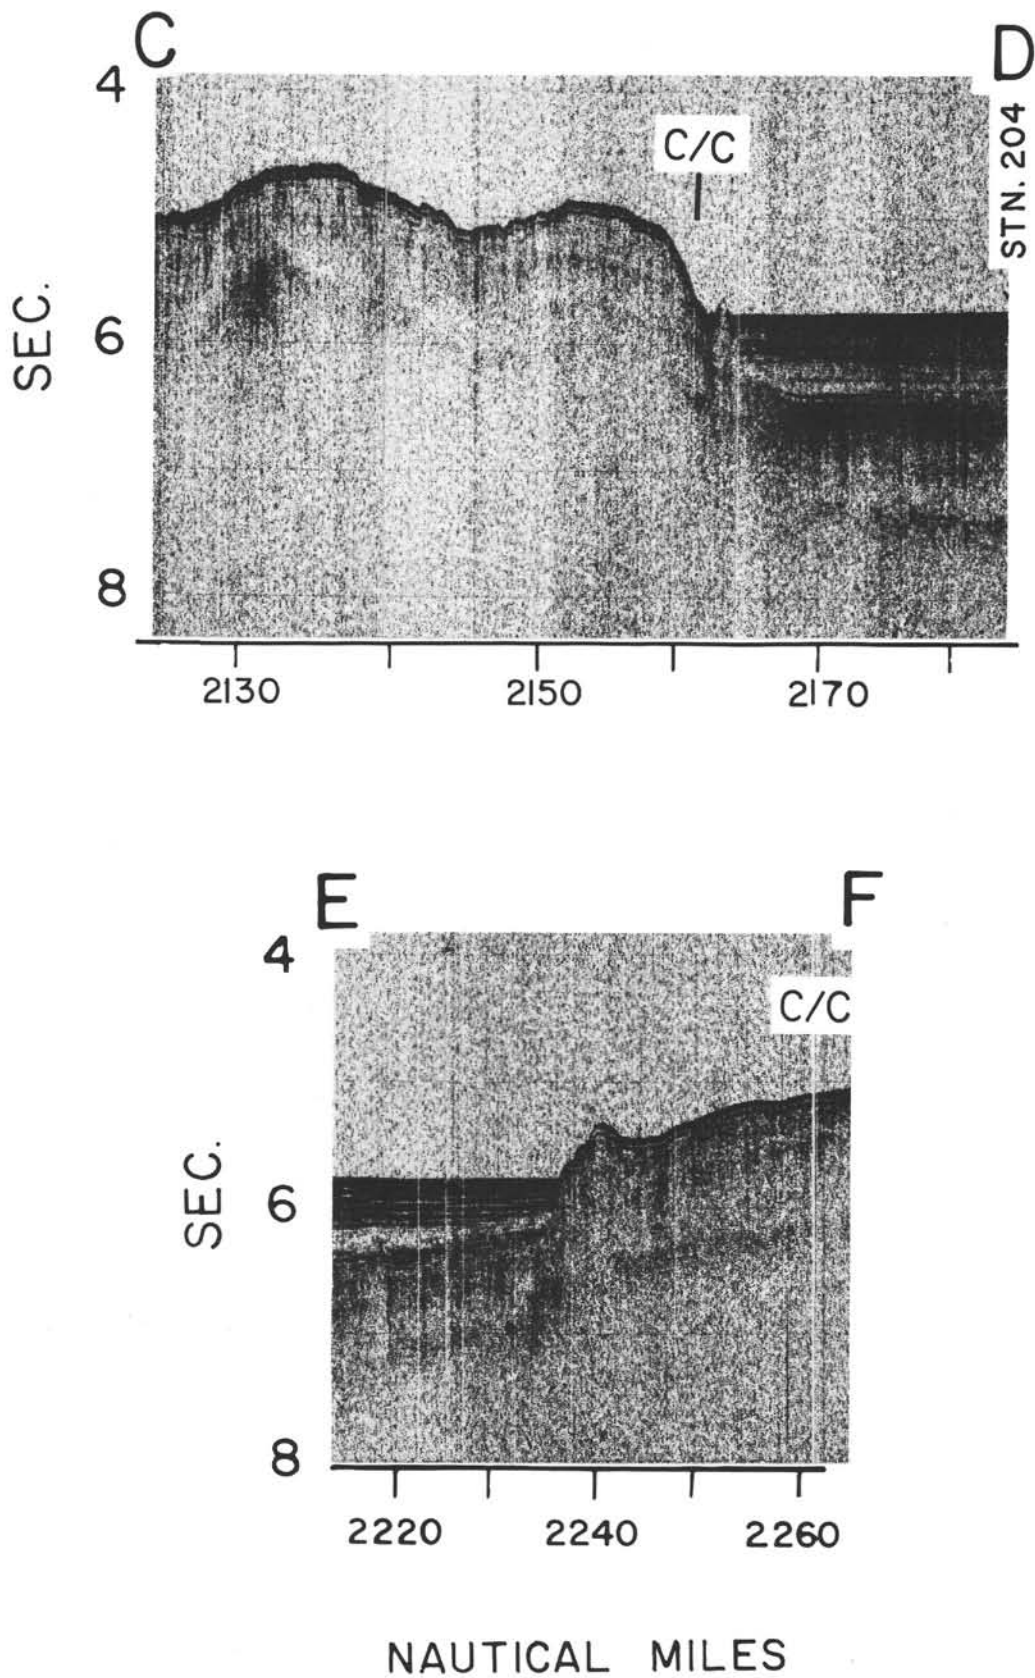 C
D
4
C/C
STN. 204
SEC.
6
8
2130 2150 2170
E
F
4
C/C
SEC.
6
8
2220 2240 2260
NAUTICAL MILES